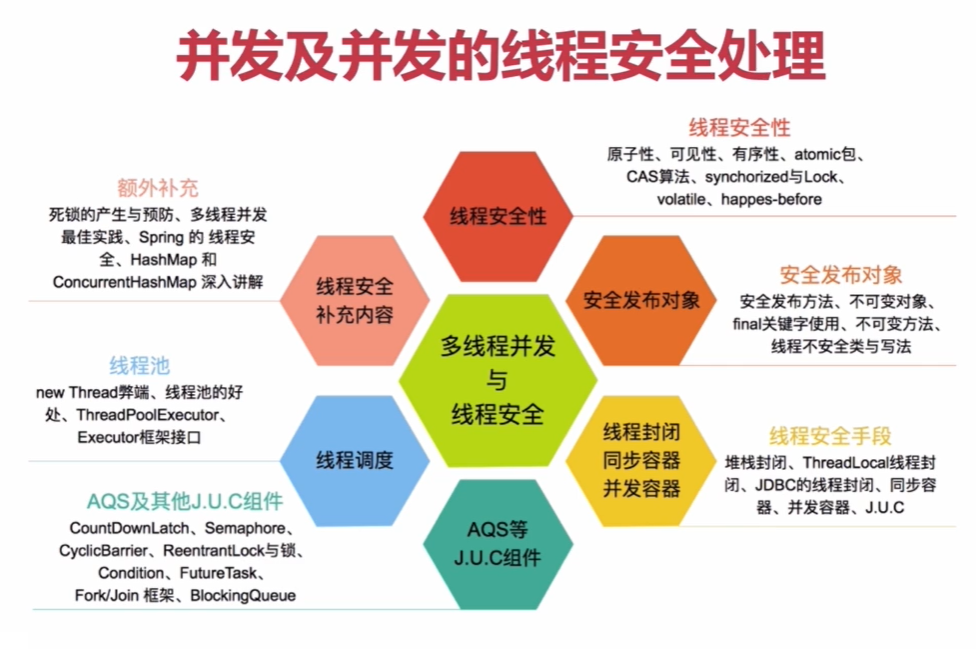 并发及并发的线程安全处理
线程安全性
原子性、可见性、有序性、atomic包、
CAS算法、synchorized与Lock、
volatile、happes-before
额外补充
死锁的产生与预防、多线程并发
最佳实践、Spring 的 线程安
全、HashMap 和
ConcurrentHashMap 深入讲解
线程安全性
线程安全
补充内容
安全发布对象
安全发布对象
安全发布方法、不可变对象、
final关键字使用、不可变方法、
线程不安全类与写法
多线程并发
与
线程安全
线程池
new Thread弊端、线程池的好
处、ThreadPoolExecutor、
Executor框架接口
线程调度
线程封闭
同步容器
并发容器
线程安全手段
堆栈封闭、ThreadLocal线程封
闭、JDBC的线程封闭、同步容
器、并发容器、J.U.C
AQS及其他J.U.C组件
CountDownLatch、Semaphore、
CyclicBarrier、ReentrantLock与锁、
Condition、FutureTask、
Fork/Join 框架、BlockingQueue
AQS等
J.U.C组件